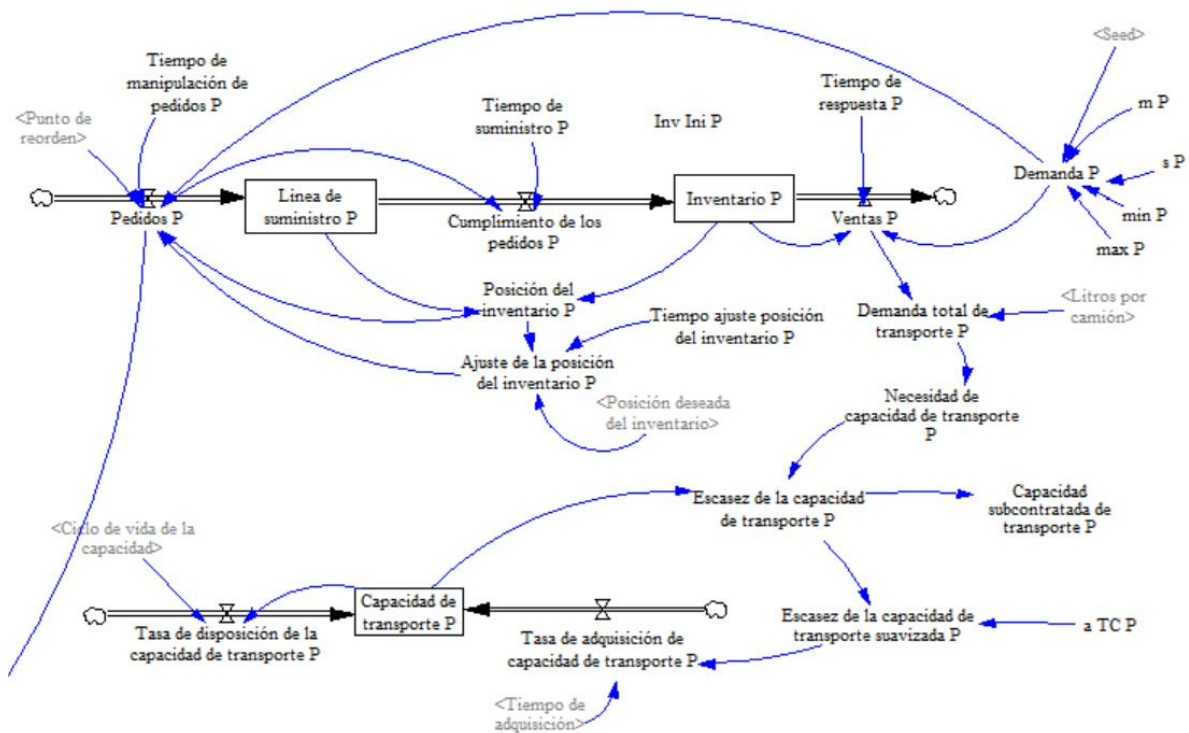 <Seed>
Tiempo de
manipulación de
pedidos P
Tiempo de
respuesta P
Tiempo de
suministro P
m P
<Punto de
reorden>
Inv Ini P
s P
Demanda P
Línea de
suministro P
Inventario P
Pedidos P
Cumplimiento de los
pedidos P
Ventas P
min P
max P
Posición del
inventario P
Tiempo ajuste posición
del inventario P
Demanda total de
transporte P
<Litros por
camión>
Ajuste de la posición
del inventario P
<Posición deseada
del inventario>
Necesidad de
capacidad de transporte
P
Escasez de la capacidad
de transporte P
Capacidad
subcontratada de
transporte P
<Ciclo de vida de la
capacidad>
Capacidad de
transporte P
Tasa de disposición de la
capacidad de transporte P
Tasa de adquisición de
capacidad de transporte P
Escasez de la capacidad de
transporte suavizada P
a TC P
<Tiempo de
adquisición>